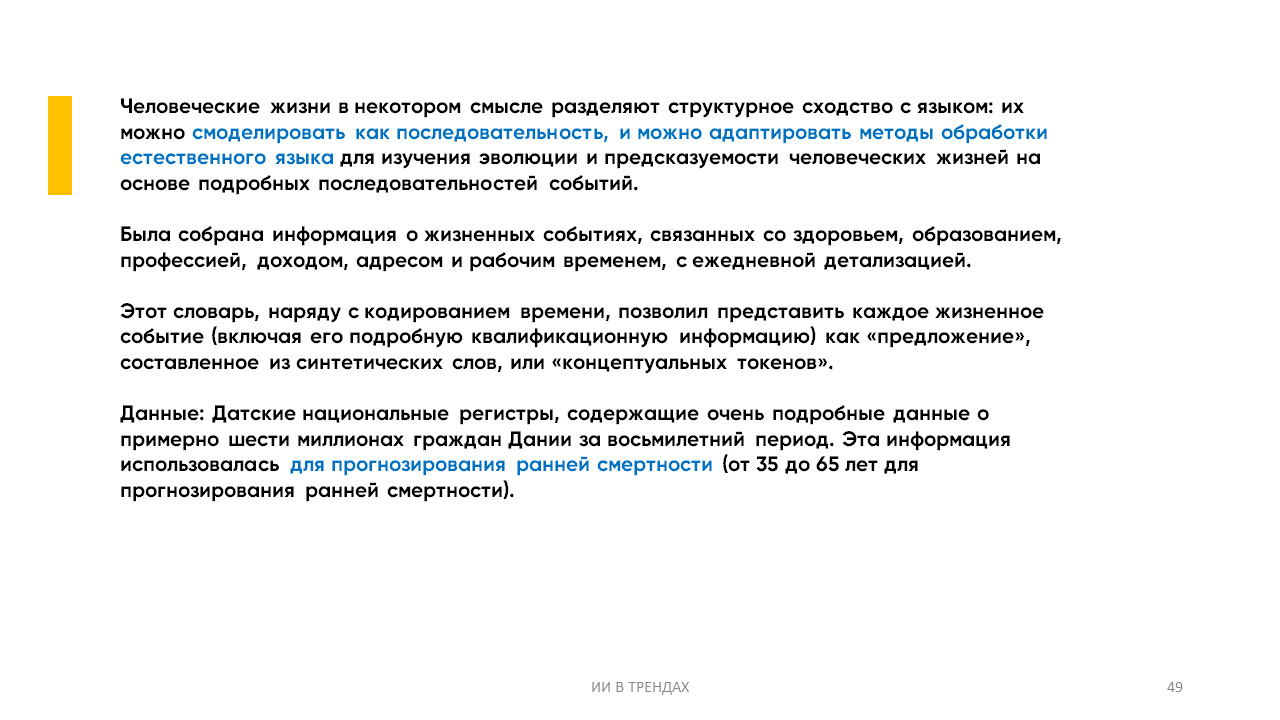 Человеческие жизни в некотором смысле разделяют структурное сходство с языком: их
можно смоделировать как последовательность, и можно адаптировать методы обработки
естественного языка для изучения эволюции и предсказуемости человеческих жизней на
основе подробных последовательностей событий.
Была собрана информация о жизненных событиях, связанных со здоровьем, образованием,
профессией, доходом, адресом и рабочим временем, с ежедневной детализацией.
Этот словарь, наряду с кодированием времени, позволил представить каждое жизненное
событие (включая его подробную квалификационную информацию) как «предложение»,
составленное из синтетических слов, или «концептуальных токенов».
Данные: Датские национальные регистры, содержащие очень подробные данные о
примерно шести миллионах граждан Дании за восьмилетний период. Эта информация
использовалась для прогнозирования ранней смертности (от 35 до 65 лет для
прогнозирования ранней смертности).
ИИ В ТРЕНДАХ
49